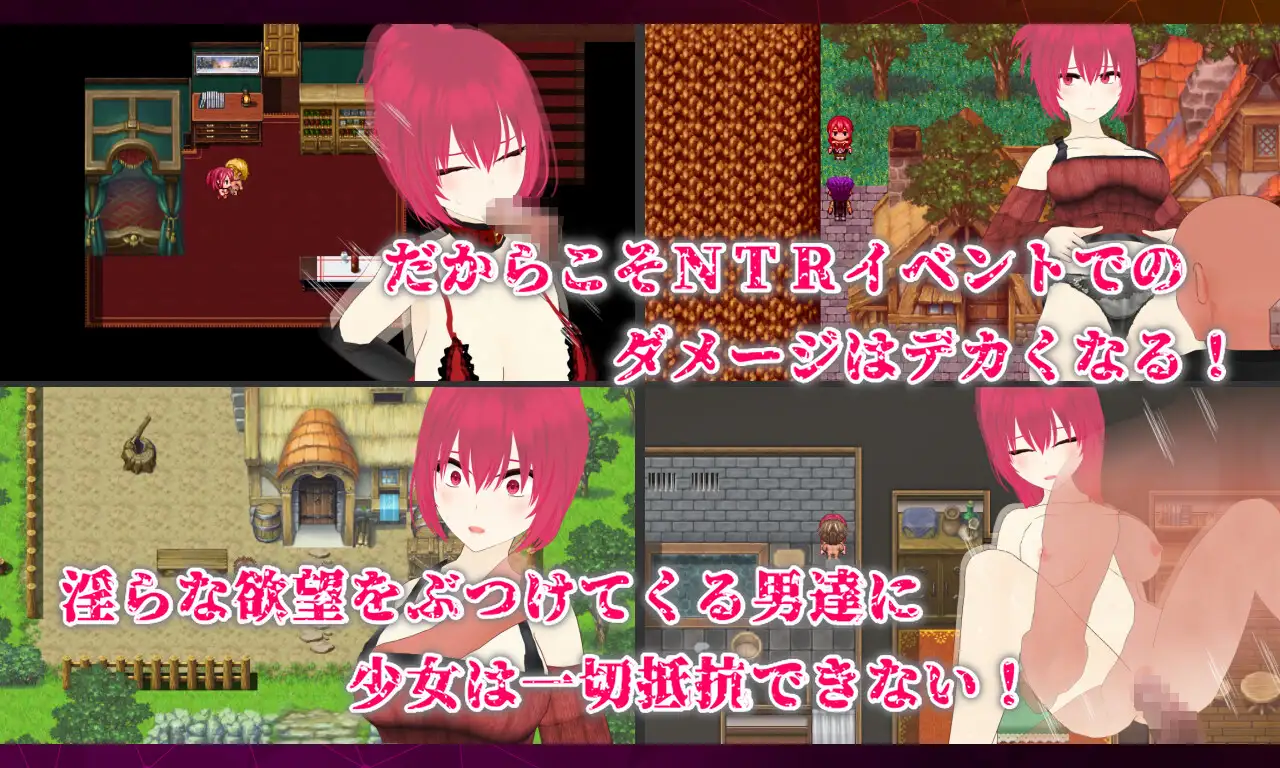 だからこそＮＴＲイベントでの
ダメージはデカくなる！
淫らな欲望をぶつけてくる男達に
少女は一切抵抗できない！